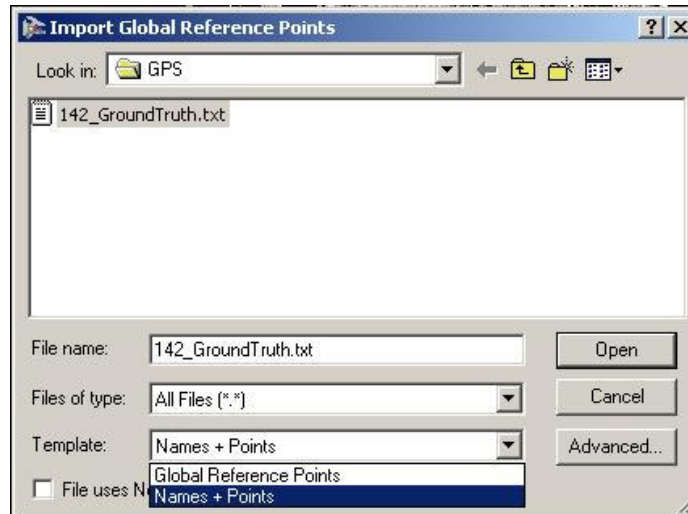 Import Global Reference Points
Look in: GPS
142_GroundTruth.txt
File name: 142_GroundTruth.txt Open
Files of type: All Files (*.*) Cancel
Template: Names + Points Advanced...
Global Reference Points
File uses
Names + Points